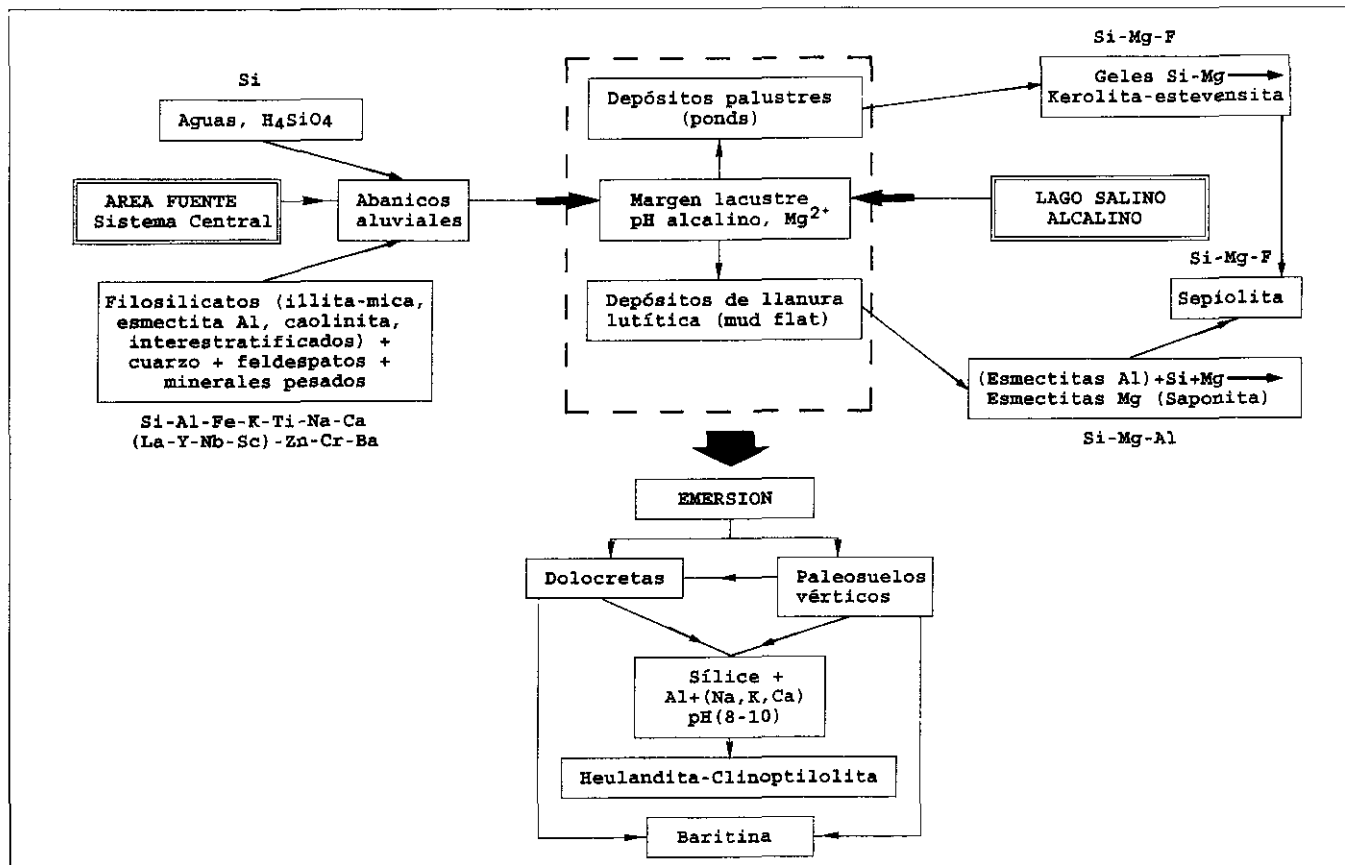 Si
Aguas, H4SiO4
AREA FUENTE
Sistema Central
Abanicos
aluviales
Filosilicatos (illita-mica,
esmectita Al, caolinita,
interestratificados) +
cuarzo + feldespatos +
minerales pesados
Si-Al-Fe-K-Ti-Na-Ca
(La-Y-Nb-Sc)-Zn-Cr-Ba
Depósitos palustres
(ponds)
Margen lacustre
pH alcalino, Mg2+
Depósitos de llanura
lutítica (mud flat)
Si-Mg-F
Geles Si-Mg
Kerolita-estevensita
LAGO SALINO
ALCALINO
Si-Mg-F
Sepiolita
(Esmectitas Al)+Si+Mg
Esmectitas Mg (Saponita)
Si-Mg-Al
EMERSION
Dolocretas
Paleosuelos
vérticos
Sílice +
Al+(Na,K,Ca)
pH(8-10)
Heulandita-Clinoptilolita
Baritina